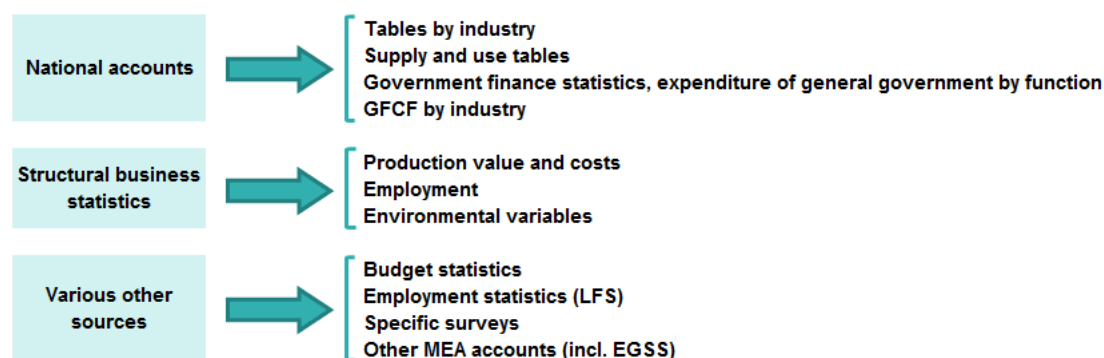 National accounts
Tables by industry
Supply and use tables
Government finance statistics, expenditure of general government by function
GFCF by industry
Structural business
statistics
Production value and costs
Employment
Environmental variables
Various other
sources
Budget statistics
Employment statistics (LFS)
Specific surveys
Other MEA accounts (incl. EGSS)